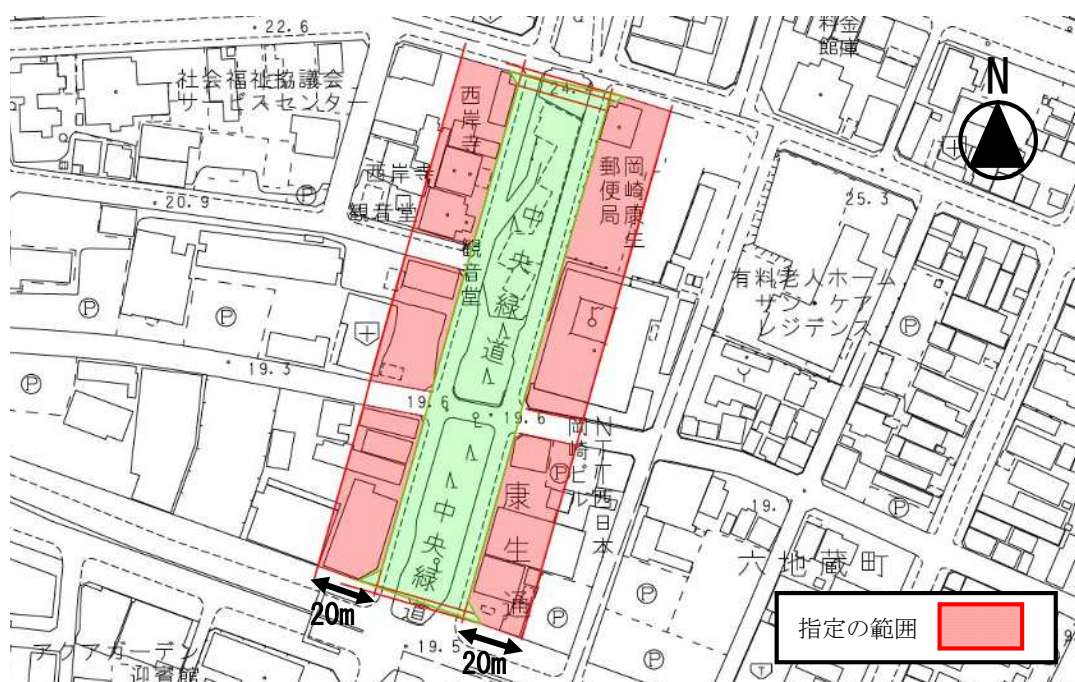 22.6
料金
館庫
社会福祉協議会
サービスセンター
西岸寺
24.
N
岡崎康生
郵便局
西岸寺
観音堂
20.9
観音堂
中央緑道
25.3
有料老人ホーム
サン ケア
レジデンス
19.3
19.6
19.6
NTT西日本
岡崎ビル
中央緑道
康生通
19.7
六地蔵町
20m
20m
19.5
アクアガーデン
迎賓館
指定の範囲
P
P
P
P
P
P
P
P
P
P